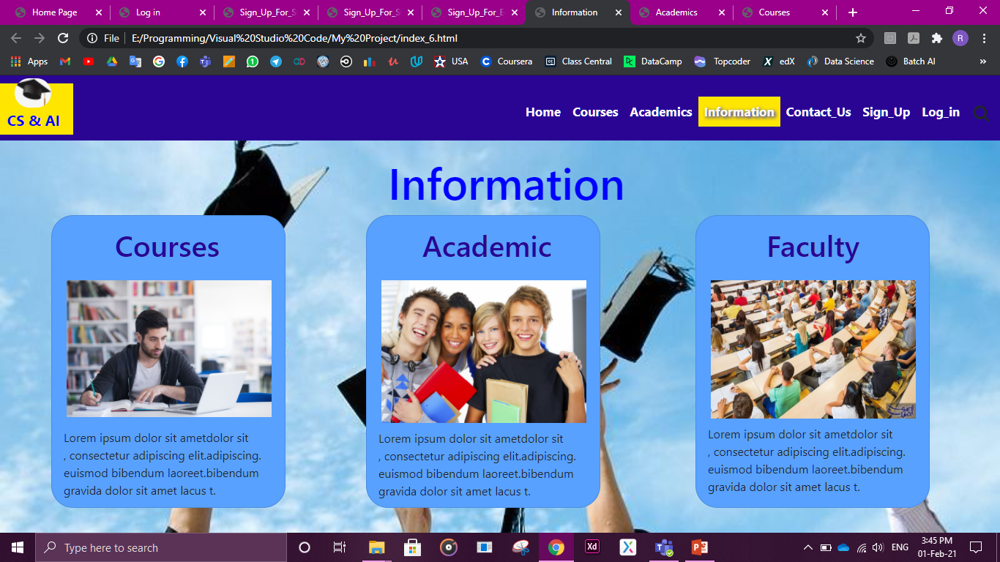 Home Page
Log in
Sign_Up_For_S
Sign_Up_For_S
Sign_Up_For_E
Information
Academics
Courses
File
E:/Programming/Visual%20Studio%20Code/My%20Project/index_6.html
R
Apps
USA
Coursera
Class Central
DataCamp
Topcoder
edX
Data Science
Batch AI
»
CS & AI
Home
Courses
Academics
Information
Contact_Us
Sign_Up
Log_in
Information
Courses
Lorem ipsum dolor sit ametdolor sit
, consectetur adipiscing elit.adipiscing.
euismod bibendum laoreet.bibendum
gravida dolor sit amet lacus t.
Academic
Lorem ipsum dolor sit ametdolor sit
, consectetur adipiscing elit.adipiscing.
euismod bibendum laoreet.bibendum
gravida dolor sit amet lacus t.
Faculty
Lorem ipsum dolor sit ametdolor sit
, consectetur adipiscing elit.adipiscing.
euismod bibendum laoreet.bibendum
gravida dolor sit amet lacus t.
Type here to search
Xd
ENG
3:45 PM
01-Feb-21